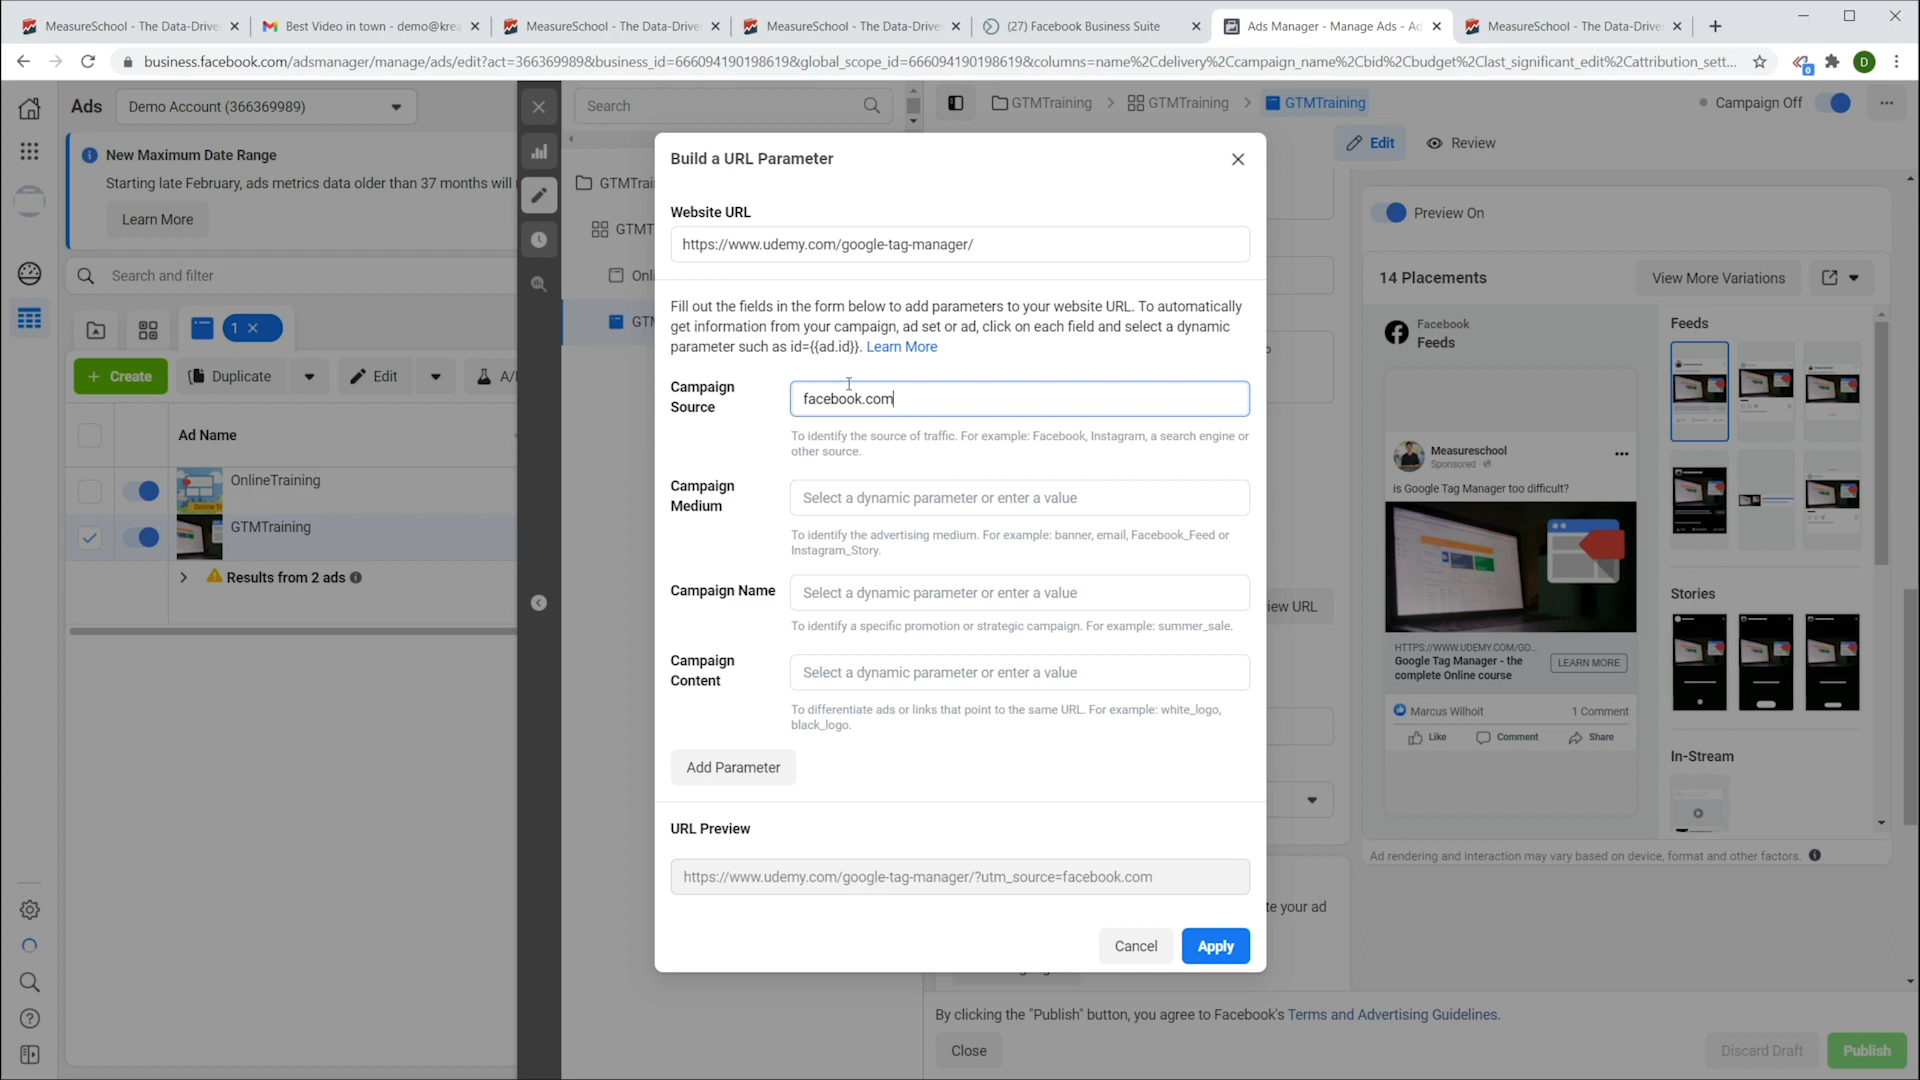 MeasureSchool - The Data-Drive
Best Video in town - demo@krea
MeasureSchool - The Data-Drive
MeasureSchool - The Data-Drive
(27) Facebook Business Suite
Ads Manager - Manage Ads - Ad
MeasureSchool - The Data-Drive
business.facebook.com/adsmanager/manage/ads/edit?act=366369989&business_id=666094190198619&global_scope_id=666094190198619&columns=name%2Cdelivery%2Ccampaign_name%2Cbid%2Cbudget%2Clast_significant_edit%2Cattribution_sett...
0
D
Ads
Demo Account (366369989)
Search
GTMTraining
GTMTraining
GTMTraining
Campaign Off
Edit
Review
New Maximum Date Range
Starting late February, ads metrics data older than 37 months will
Learn More
Search and filter
1
Create
Duplicate
Edit
A/
Ad Name
OnlineTraining
GTMTraining
Results from 2 ads
GTMTrai
GTMT
Onli
GTM
Build a URL Parameter
Website URL
https://www.udemy.com/google-tag-manager/
Fill out the fields in the form below to add parameters to your website URL. To automatically
get information from your campaign, ad set or ad, click on each field and select a dynamic
parameter such as id={{ad.id}}. Learn More
Campaign
Source
facebook.com
To identify the source of traffic. For example: Facebook, Instagram, a search engine or
other source.
Campaign
Medium
Select a dynamic parameter or enter a value
To identify the advertising medium. For example: banner, email, Facebook_Feed or
Instagram_Story.
Campaign Name
Select a dynamic parameter or enter a value
To identify a specific promotion or strategic campaign. For example: summer_sale.
Campaign
Content
Select a dynamic parameter or enter a value
To differentiate ads or links that point to the same URL. For example: white_logo,
black_logo.
Add Parameter
URL Preview
https://www.udemy.com/google-tag-manager/?utm_source=facebook.com
Cancel
Apply
iew URL
te your ad
Preview On
14 Placements
View More Variations
Facebook
Feeds
Measureschool
Sponsored
is Google Tag Manager too difficult?
HTTPS://WWW.UDEMY.COM/GO...
Google Tag Manager - the
complete Online course
LEARN MORE
Marcus Wilhoit
1 Comment
Like
Comment
Share
Feeds
Stories
In-Stream
Ad rendering and interaction may vary based on device, format and other factors.
By clicking the "Publish" button, you agree to Facebook's Terms and Advertising Guidelines.
Close
Discard Draft
Publish